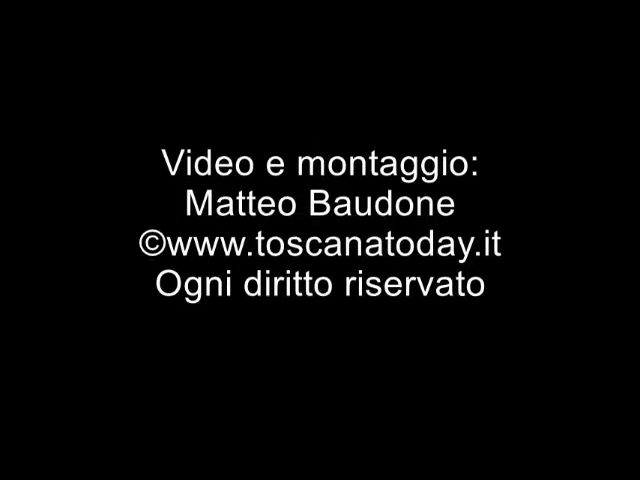 Video e montaggio:
Matteo Baudone
©www.toscanatoday.it
Ogni diritto riservato